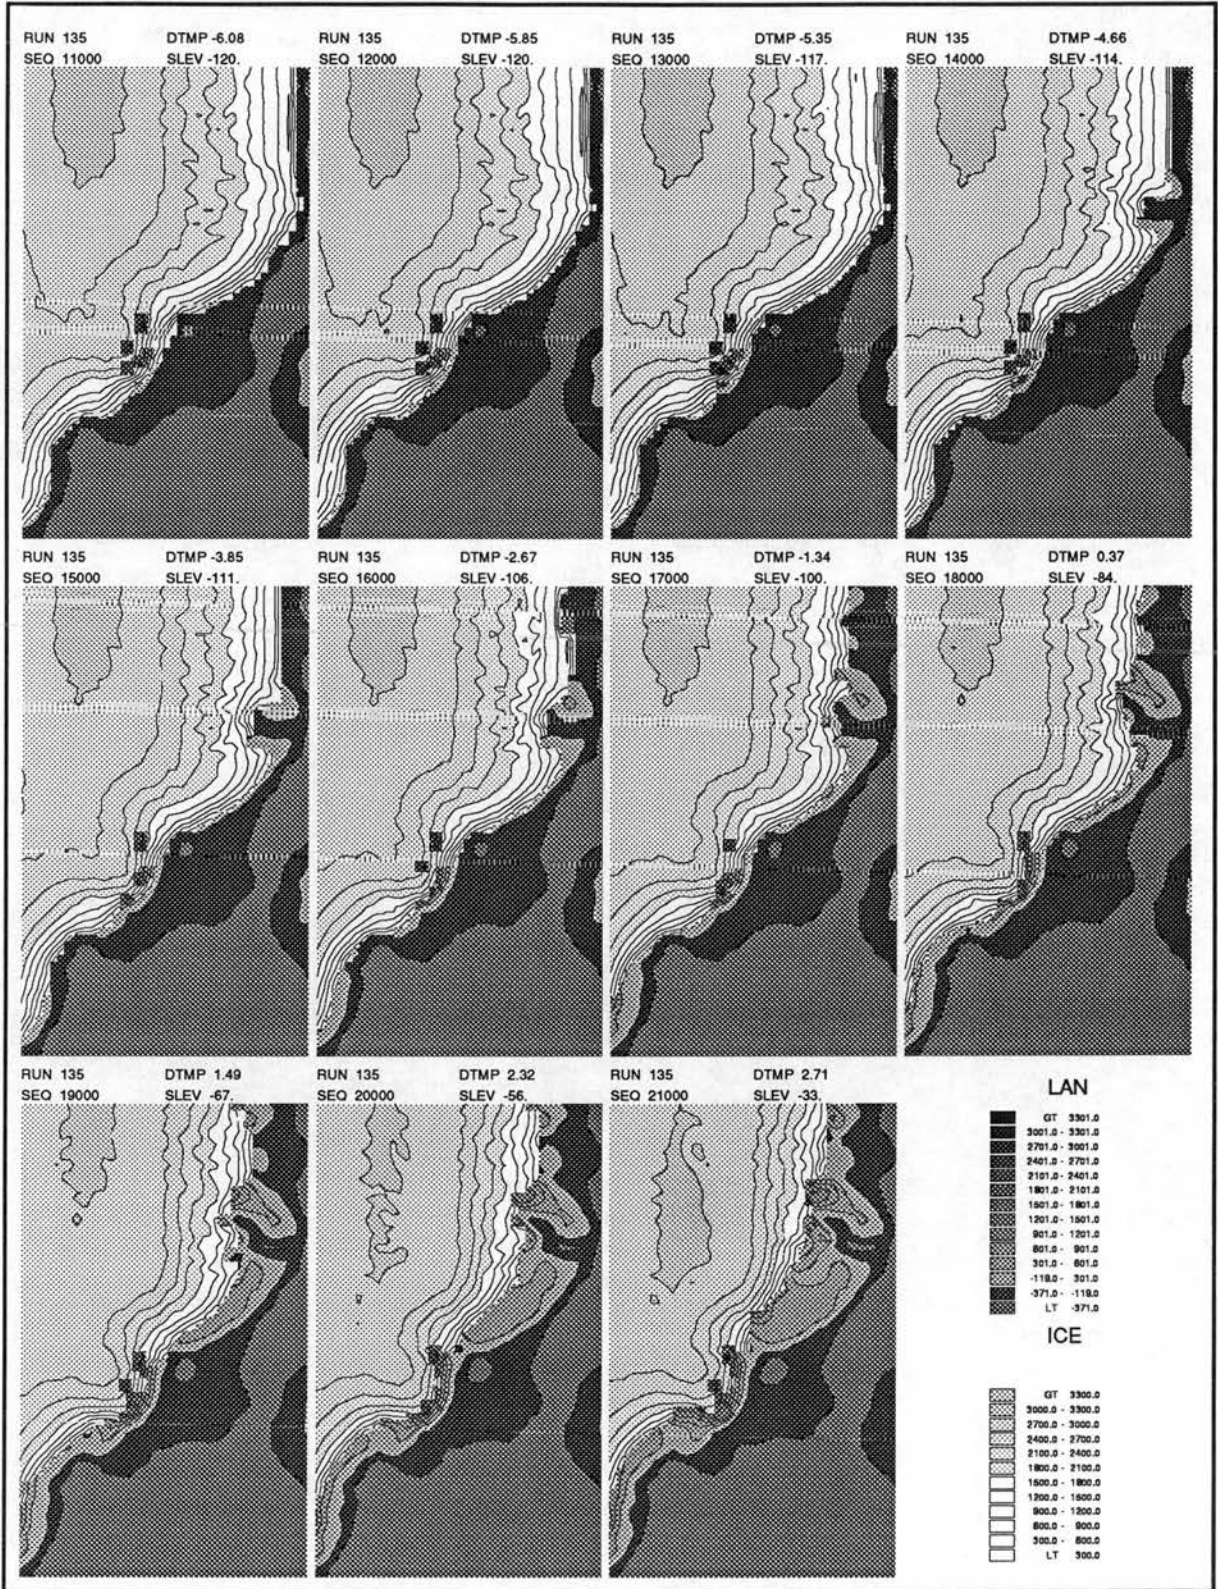 RUN 135 DTMP -6.08 RUN 135 DTMP -5.85 RUN 135 DTMP -5.35 RUN 135 DTMP -4.66
SEQ 11000 SLEV -120. SEQ 12000 SLEV -120. SEQ 13000 SLEV -117. SEQ 14000 SLEV -114.
RUN 135 DTMP -3.85 RUN 135 DTMP -2.67 RUN 135 DTMP -1.34 RUN 135 DTMP 0.37
SEQ 15000 SLEV -111. SEQ 16000 SLEV -106. SEQ 17000 SLEV -100. SEQ 18000 SLEV -84.
RUN 135 DTMP 1.49 RUN 135 DTMP 2.32 RUN 135 DTMP 2.71
SEQ 19000 SLEV -67. SEQ 20000 SLEV -56. SEQ 21000 SLEV -33.
LAN
GT 3301.0
3001.0 - 3301.0
2701.0 - 3001.0
2401.0 - 2701.0
2101.0 - 2401.0
1801.0 - 2101.0
1501.0 - 1801.0
1201.0 - 1501.0
901.0 - 1201.0
601.0 - 901.0
301.0 - 601.0
-119.0 - 301.0
-371.0 - -119.0
LT -371.0
ICE
GT 3300.0
3000.0 - 3300.0
2700.0 - 3000.0
2400.0 - 2700.0
2100.0 - 2400.0
1800.0 - 2100.0
1500.0 - 1800.0
1200.0 - 1500.0
900.0 - 1200.0
600.0 - 900.0
300.0 - 600.0
LT 300.0